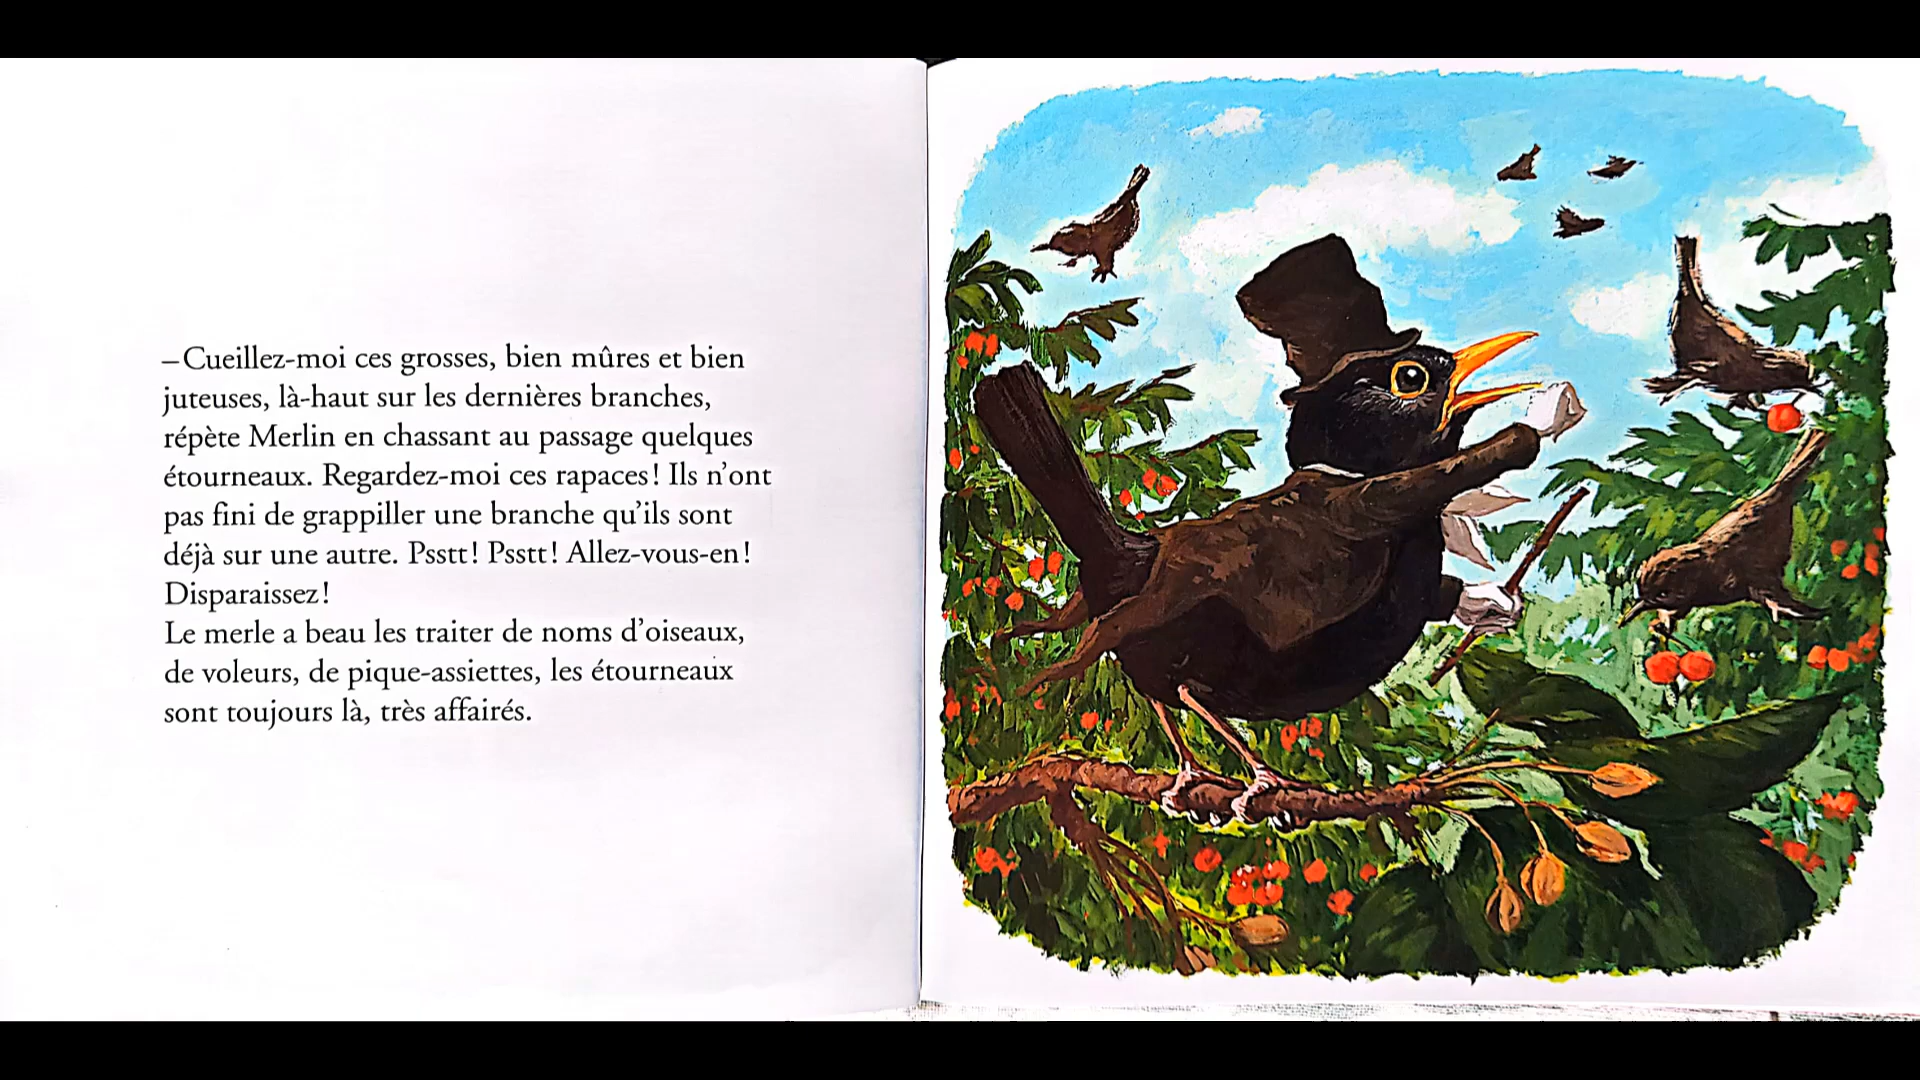 –Cueillez-moi ces grosses, bien mûres et bien
juteuses, là-haut sur les dernières branches,
répète Merlin en chassant au passage quelques
étourneaux. Regardez-moi ces rapaces! Ils n’ont
pas fini de grappiller une branche qu’ils sont
déjà sur une autre. Psstt! Psstt! Allez-vous-en!
Disparaissez!
Le merle a beau les traiter de noms d’oiseaux,
de voleurs, de pique-assiettes, les étourneaux
sont toujours là, très affairés.